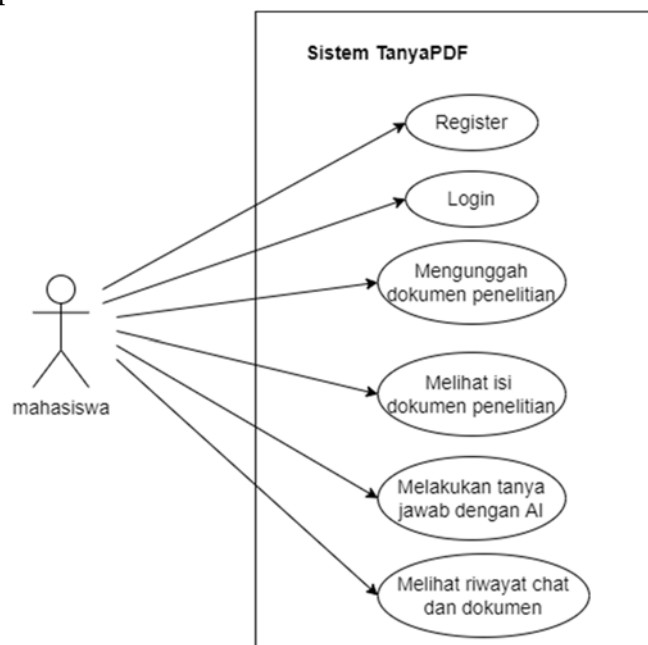 Sistem TanyaPDF
Register
Login
Mengunggah
dokumen penelitian
mahasiswa
Melihat isi
dokumen penelitian
Melakukan tanya
jawab dengan AI
Melihat riwayat chat
dan dokumen